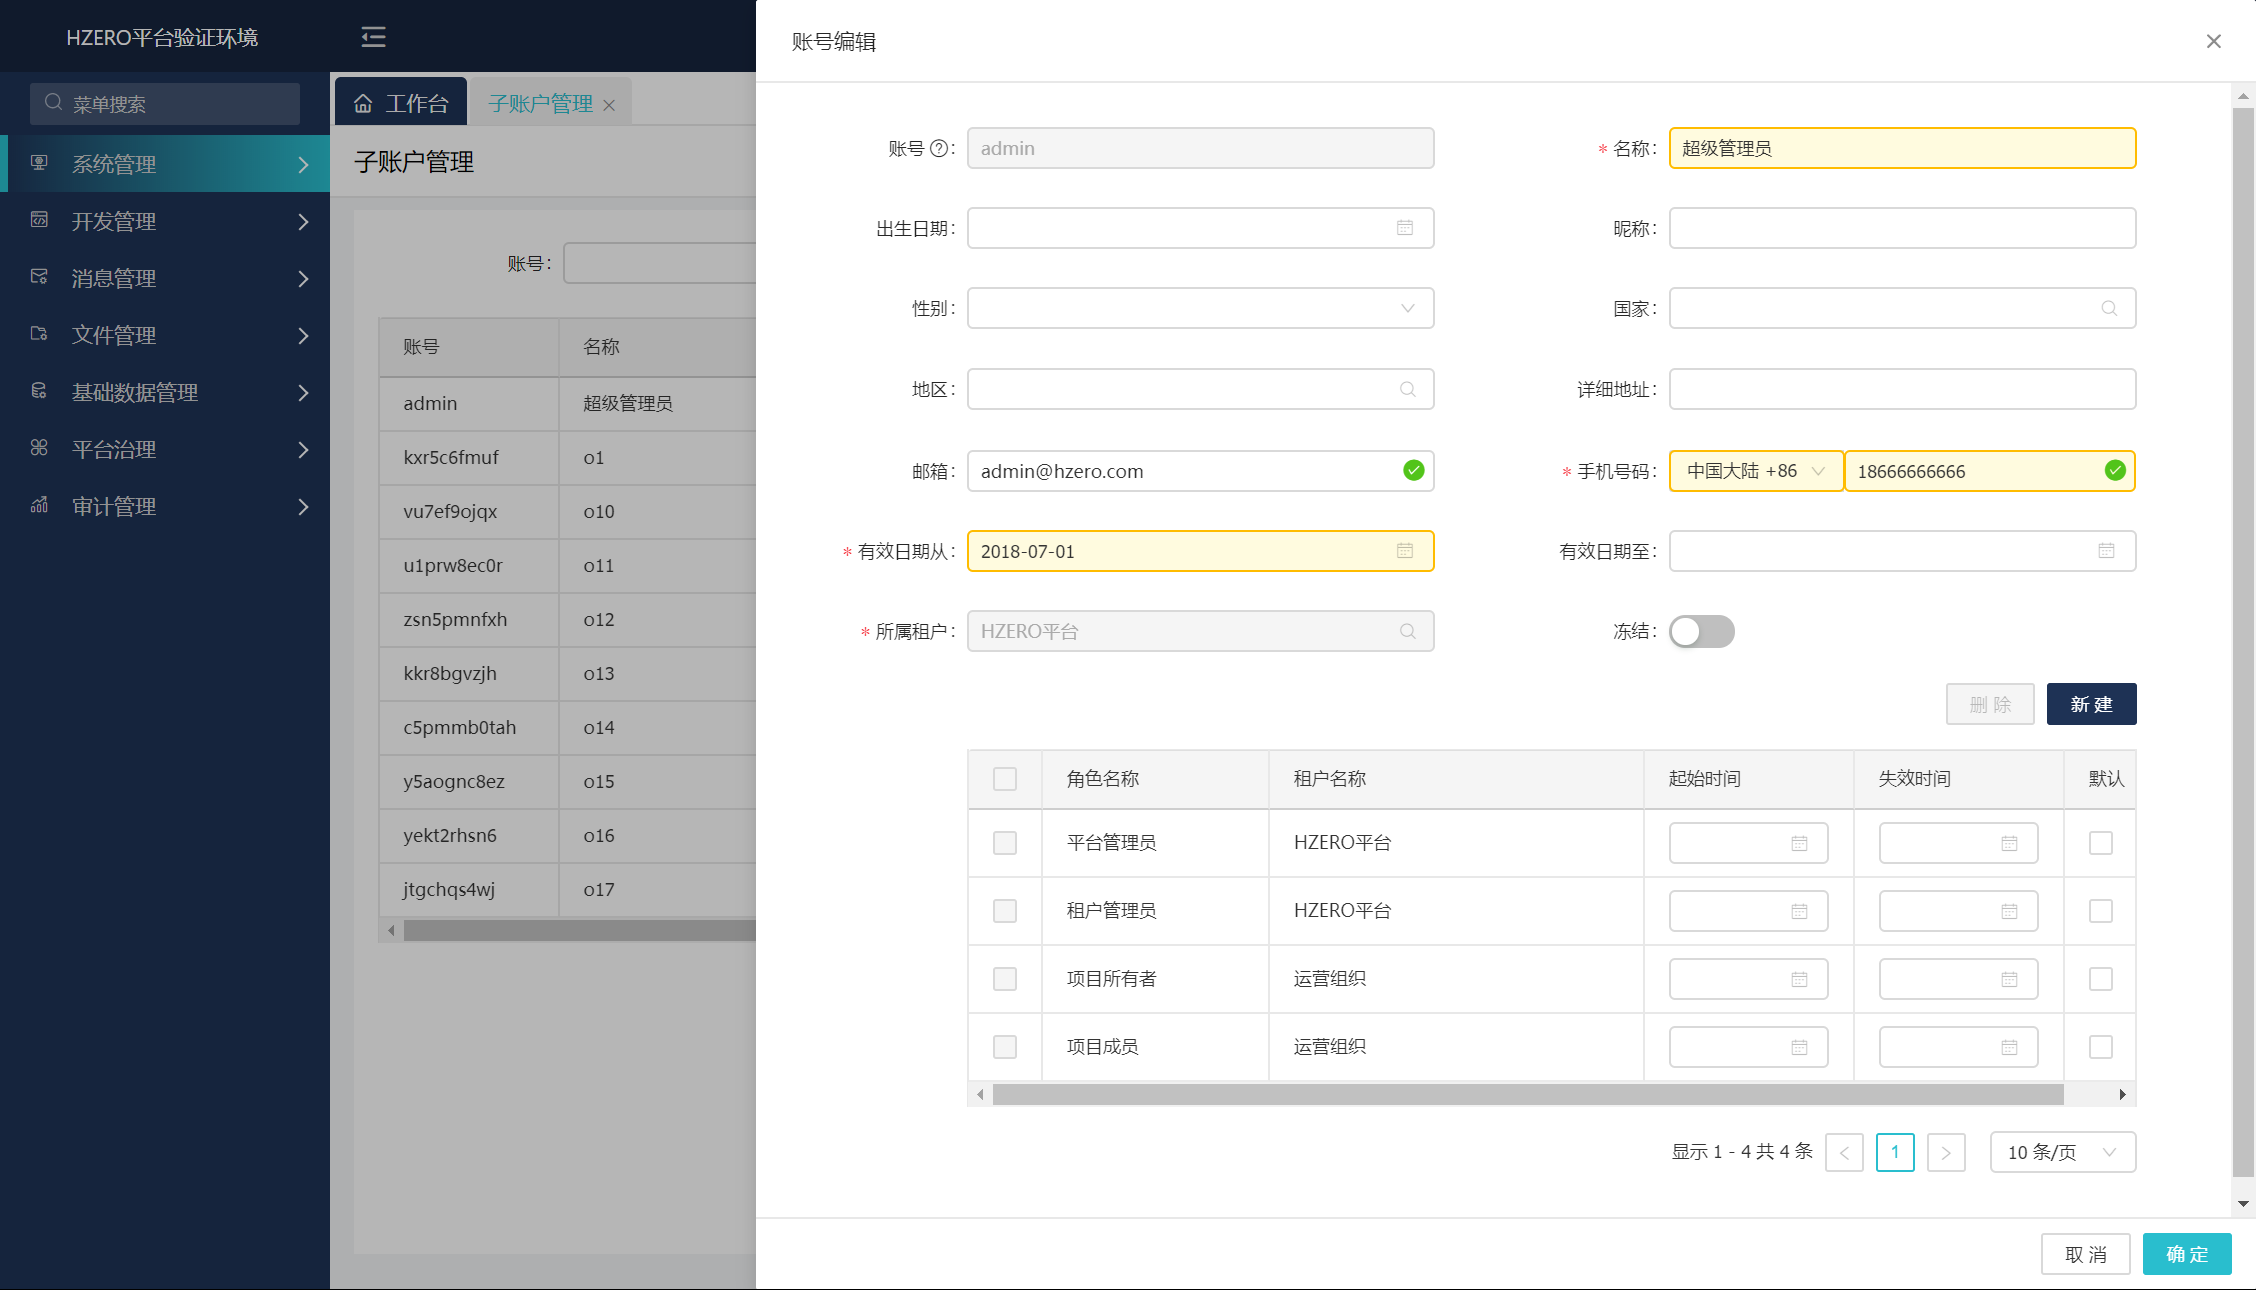 HZERO平台验证环境
菜单搜索
系统管理
开发管理
消息管理
文件管理
基础数据管理
平台治理
审计管理
工作台
子账户管理
子账户管理
账号：
账号 名称
admin 超级管理员
kxr5c6fmuf o1
vu7ef9ojqx o10
u1prw8ec0r o11
zsn5pmnfxh o12
kkr8bgvzjh o13
c5pmmb0tah o14
y5aognc8ez o15
yekt2rhsn6 o16
jtgchqs4wj o17
账号编辑
账号 ?： admin
* 名称： 超级管理员
出生日期：
昵称：
性别：
国家：
地区：
详细地址：
邮箱： admin@hzero.com
* 手机号码： 中国大陆 +86 18666666666
* 有效日期从： 2018-07-01
有效日期至：
* 所属租户： HZERO平台
冻结：
删 除 新 建
角色名称 租户名称 起始时间 失效时间 默认
平台管理员 HZERO平台
租户管理员 HZERO平台
项目所有者 运营组织
项目成员 运营组织
显示 1 - 4 共 4 条 < 1 > 10 条/页
取 消 确 定